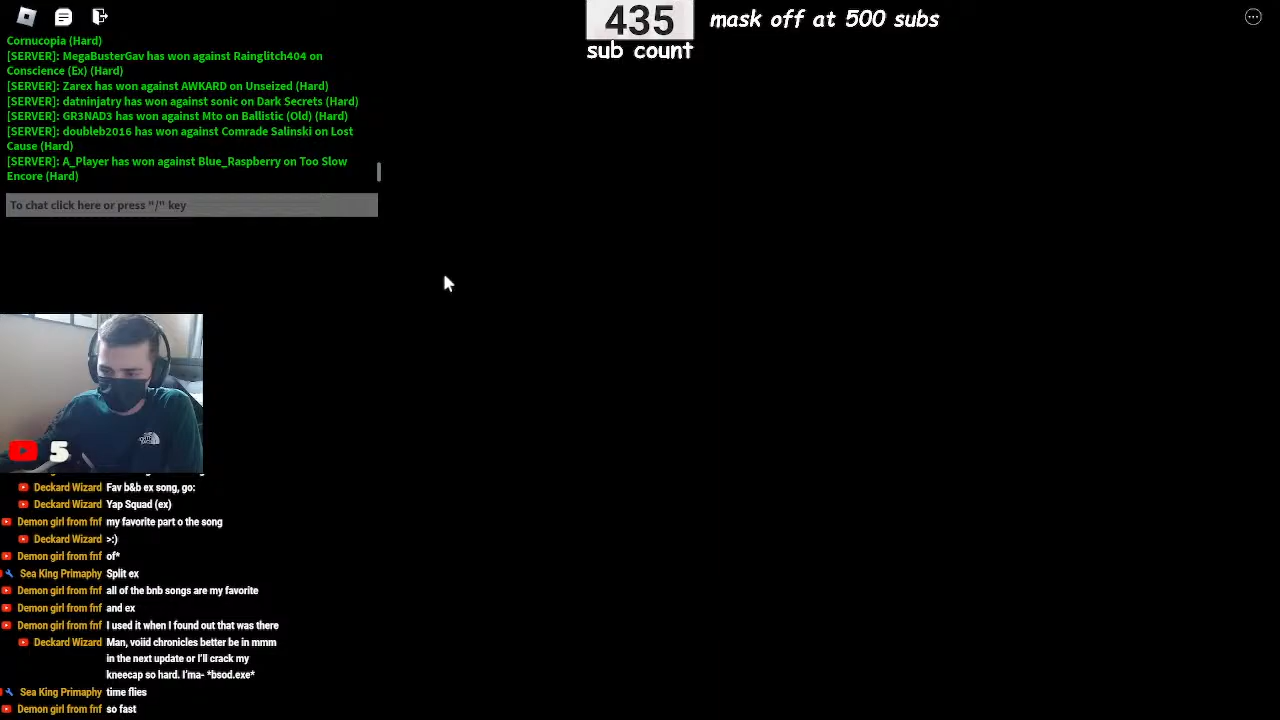 435
mask off at 500 subs
sub count
Cornucopia (Hard)
[SERVER]: MegaBusterGav has won against Rainglitch404 on
Conscience (Ex) (Hard)
[SERVER]: Zarex has won against AWKARD on Unseized (Hard)
[SERVER]: datninjatry has won against sonic on Dark Secrets (Hard)
[SERVER]: GR3NAD3 has won against Mto on Ballistic (Old) (Hard)
[SERVER]: doubleb2016 has won against Comrade Salinski on Lost
Cause (Hard)
[SERVER]: A_Player has won against Blue_Raspberry on Too Slow
Encore (Hard)
To chat click here or press "/" key
5
Deckard Wizard Fav b&b ex song, go:
Deckard Wizard Yap Squad (ex)
Demon girl from fnf my favorite part o the song
Deckard Wizard >:)
Demon girl from fnf of*
Sea King Primaphy Split ex
Demon girl from fnf all of the bnb songs are my favorite
Demon girl from fnf and ex
Demon girl from fnf I used it when I found out that was there
Deckard Wizard Man, voiid chronicles better be in mmm
in the next update or I'll crack my
kneecap so hard. I'ma- *bsod.exe*
Sea King Primaphy time flies
Demon girl from fnf so fast